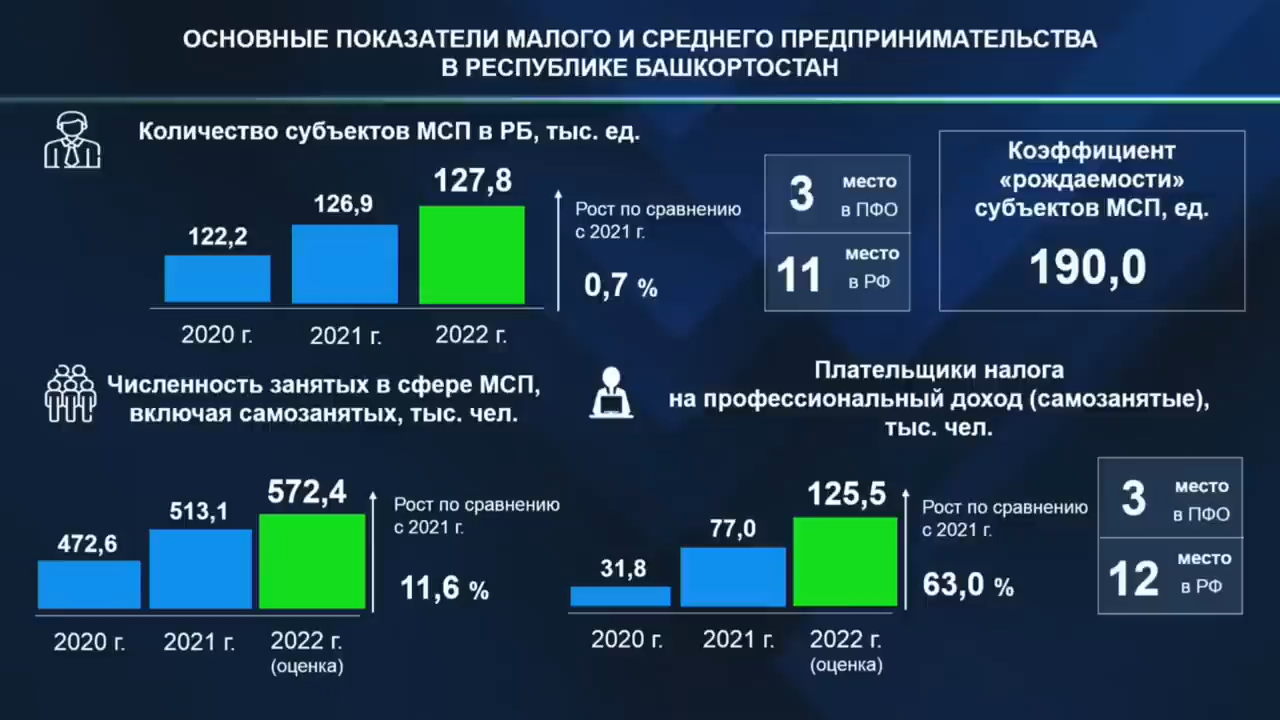 ОСНОВНЫЕ ПОКАЗАТЕЛИ МАЛОГО И СРЕДНЕГО ПРЕДПРИНИМАТЕЛЬСТВА
В РЕСПУБЛИКЕ БАШКОРТОСТАН
Количество субъектов МСП в РБ, тыс. ед.
122,2
126,9
127,8
2020 г.
2021 г.
2022 г.
Рост по сравнению
с 2021 г.
0,7 %
3 место
в ПФО
11 место
в РФ
Коэффициент
«рождаемости»
субъектов МСП, ед.
190,0
Численность занятых в сфере МСП,
включая самозанятых, тыс. чел.
472,6
513,1
572,4
2020 г.
2021 г.
2022 г.
(оценка)
Рост по сравнению
с 2021 г.
11,6 %
Плательщики налога
на профессиональный доход (самозанятые),
тыс. чел.
31,8
77,0
125,5
2020 г.
2021 г.
2022 г.
(оценка)
Рост по сравнению
с 2021 г.
63,0 %
3 место
в ПФО
12 место
в РФ